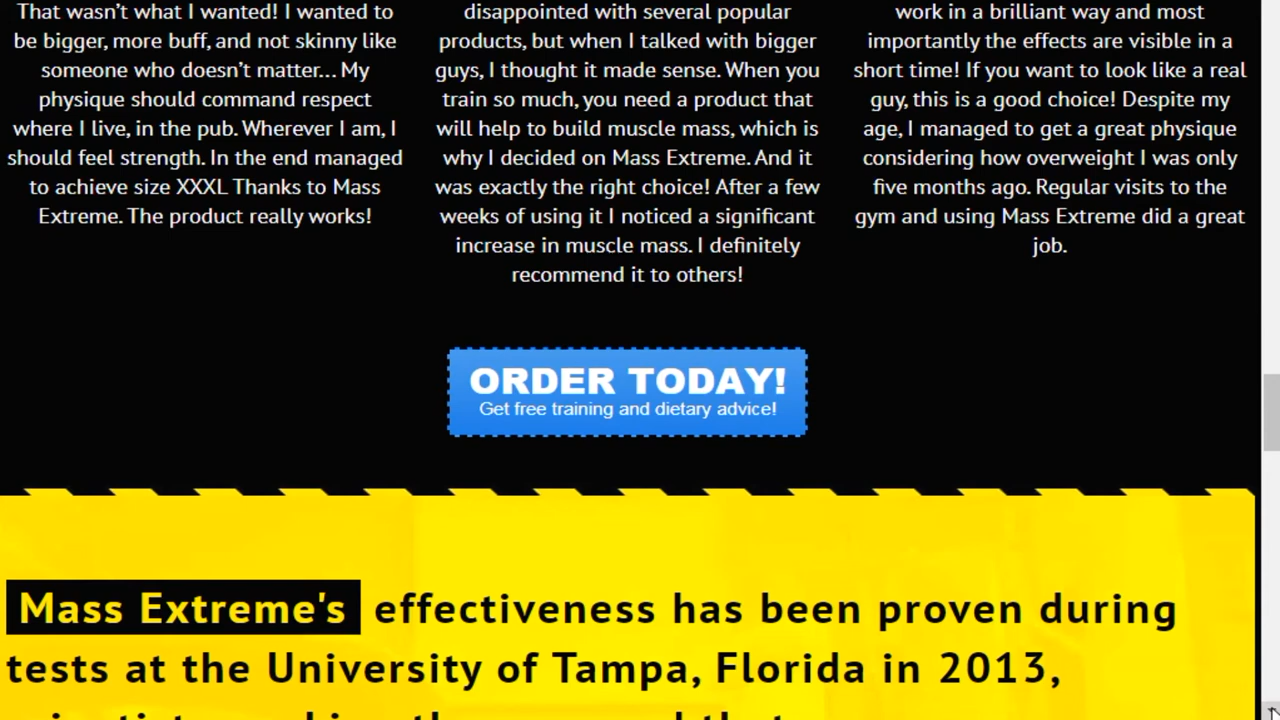 That wasn't what I wanted! I wanted to
be bigger, more buff, and not skinny like
someone who doesn't matter... My
physique should command respect
where I live, in the pub. Wherever I am, I
should feel strength. In the end managed
to achieve size XXXL Thanks to Mass
Extreme. The product really works!
disappointed with several popular
products, but when I talked with bigger
guys, I thought it made sense. When you
train so much, you need a product that
will help to build muscle mass, which is
why I decided on Mass Extreme. And it
was exactly the right choice! After a few
weeks of using it I noticed a significant
increase in muscle mass. I definitely
recommend it to others!
work in a brilliant way and most
importantly the effects are visible in a
short time! If you want to look like a real
guy, this is a good choice! Despite my
age, I managed to get a great physique
considering how overweight I was only
five months ago. Regular visits to the
gym and using Mass Extreme did a great
job.
ORDER TODAY!
Get free training and dietary advice!
Mass Extreme's effectiveness has been proven during
tests at the University of Tampa, Florida in 2013,